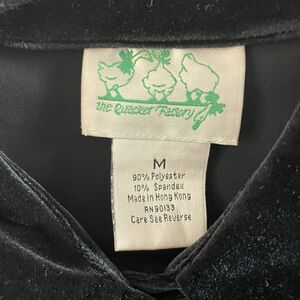 the Quacker Factory
M
90% Polyester
10% Spandex
Made in Hong Kong
RN90133
Care See Reverse